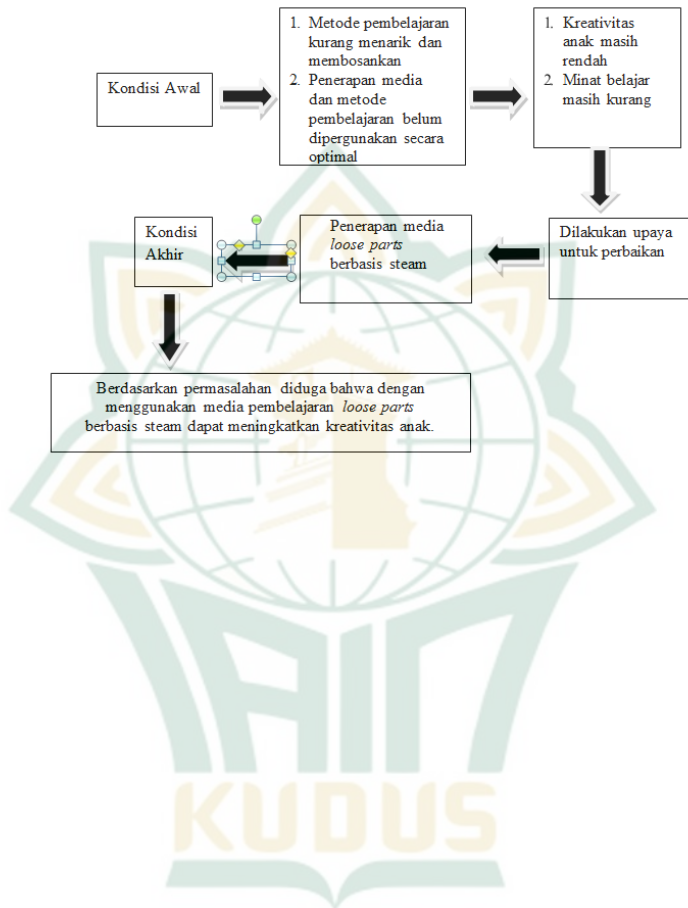 Kondisi Awal
1. Metode pembelajaran
kurang menarik dan
membosankan
2. Penerapan media
dan metode
pembelajaran belum
dipergunakan secara
optimal
1. Kreativitas
anak masih
rendah
2. Minat belajar
masih kurang
Dilakukan upaya
untuk perbaikan
Penerapan media
loose parts
berbasis steam
Kondisi
Akhir
Berdasarkan permasalahan diduga bahwa dengan
menggunakan media pembelajaran loose parts
berbasis steam dapat meningkatkan kreativitas anak.
IAIN
KUDUS